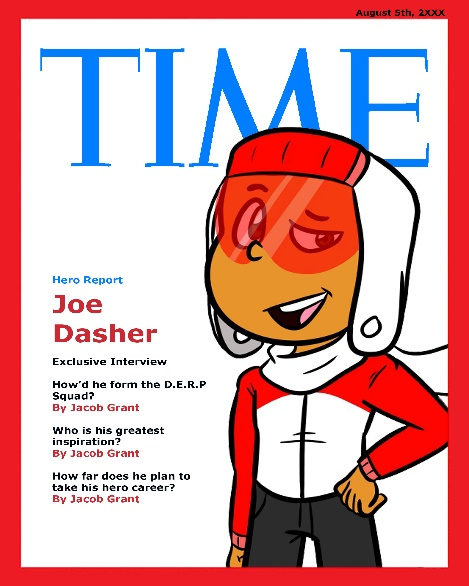 August 5th, 2XXX
TIME
Hero Report
Joe
Dasher
Exclusive Interview
How'd he form the D.E.R.P
Squad?
By Jacob Grant
Who is his greatest
inspiration?
By Jacob Grant
How far does he plan to
take his hero career?
By Jacob Grant